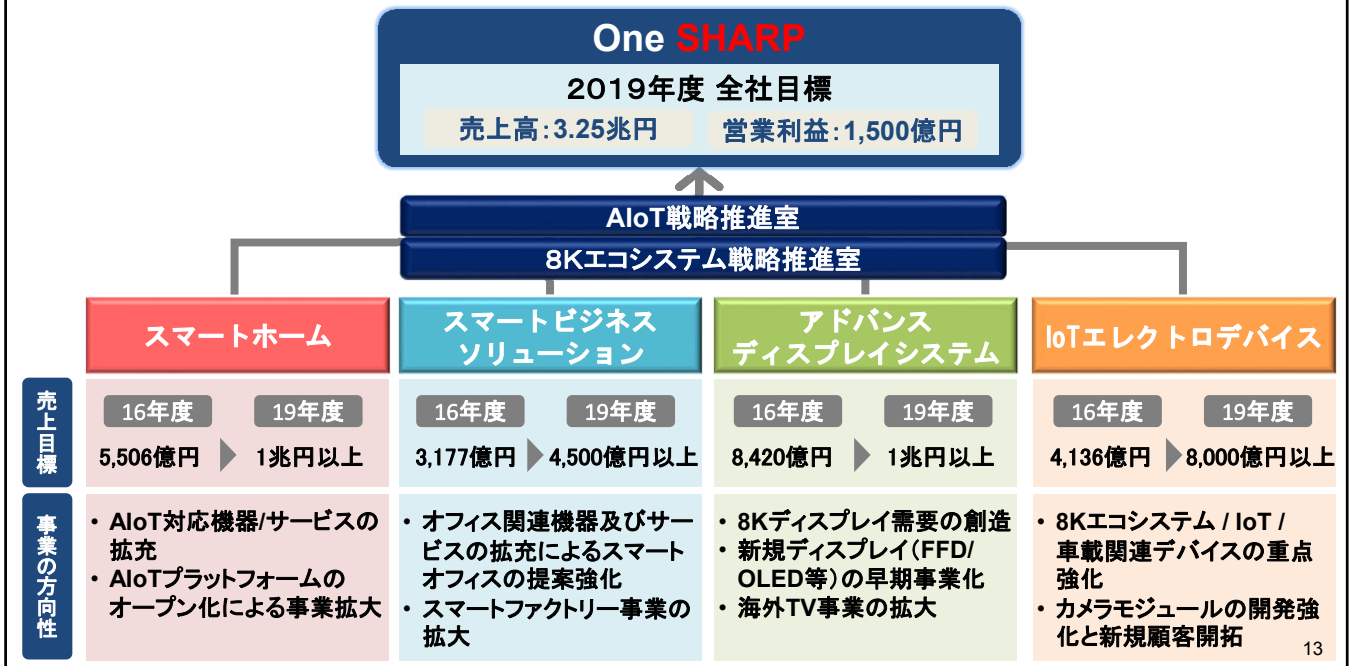 One SHARP
2019年度 全社目標
売上高:3.25兆円
営業利益:1,500億円
AIoT戦略推進室
8Kエコシステム戦略推進室
スマートホーム
スマートビジネス
ソリューション
アドバンス
ディスプレイシステム
IoTエレクトロデバイス
売上目標
16年度
19年度
5,506億円
1兆円以上
16年度
19年度
3,177億円
4,500億円以上
16年度
19年度
8,420億円
1兆円以上
16年度
19年度
4,136億円
8,000億円以上
事業の方向性
・AIoT対応機器/サービスの
拡充
・AIoTプラットフォームの
オープン化による事業拡大
・オフィス関連機器及びサー
ビスの拡充によるスマート
オフィスの提案強化
・スマートファクトリー事業の
拡大
・8Kディスプレイ需要の創造
・新規ディスプレイ(FFD/
OLED等)の早期事業化
・海外TV事業の拡大
・8Kエコシステム / IoT /
車載関連デバイスの重点
強化
・カメラモジュールの開発強
化と新規顧客開拓
13